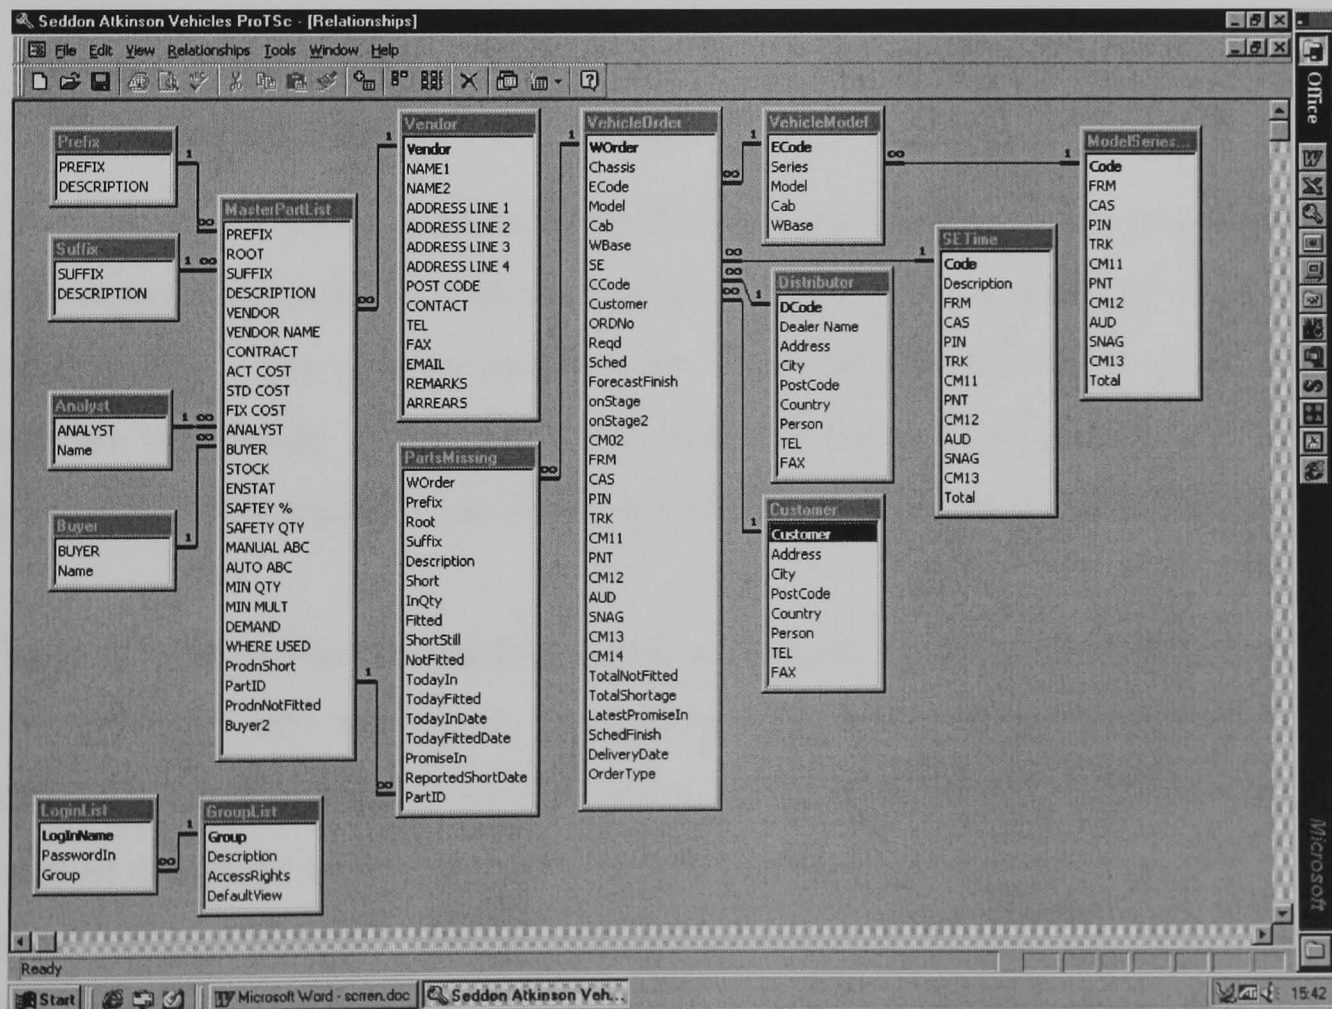 Seddon Atkinson Vehicles ProTSc - [Relationships]
File Edit View Relationships Tools Window Help
Office
Prefix
PREFIX
DESCRIPTION
Suffix
SUFFIX
DESCRIPTION
Analyst
ANALYST
Name
Buyer
BUYER
Name
MasterPartList
PREFIX
ROOT
SUFFIX
DESCRIPTION
VENDOR
VENDOR NAME
CONTRACT
ACT COST
STD COST
FIX COST
ANALYST
BUYER
STOCK
ENSTAT
SAFTEY %
SAFETY QTY
MANUAL ABC
AUTO ABC
MIN QTY
MIN MULT
DEMAND
WHERE USED
ProdnShort
PartID
ProdnNotFitted
Buyer2
LoginList
LogInName
PasswordIn
Group
GroupList
Group
Description
AccessRights
DefaultView
Vendor
Vendor
NAME1
NAME2
ADDRESS LINE 1
ADDRESS LINE 2
ADDRESS LINE 3
ADDRESS LINE 4
POST CODE
CONTACT
TEL
FAX
EMAIL
REMARKS
ARREARS
PartsMissing
WOrder
Prefix
Root
Suffix
Description
Short
InQty
Fitted
ShortStill
NotFitted
TodayIn
TodayFitted
TodayInDate
TodayFittedDate
PromiseIn
ReportedShortDate
PartID
VehicleOrder
WOrder
Chassis
ECode
Model
Cab
WBase
SE
CCode
Customer
ORDNo
Reqd
Sched
ForecastFinish
onStage
onStage2
CM02
FRM
CAS
PIN
TRK
CM11
PNT
CM12
AUD
SNAG
CM13
CM14
TotalNotFitted
TotalShortage
LatestPromiseIn
SchedFinish
DeliveryDate
OrderType
VehicleModel
ECode
Series
Model
Cab
WBase
Distributor
DCode
Dealer Name
Address
City
PostCode
Country
Person
TEL
FAX
Customer
Customer
Address
City
PostCode
Country
Person
TEL
FAX
SETime
Code
Description
FRM
CAS
PIN
TRK
CM11
PNT
CM12
AUD
SNAG
CM13
Total
ModelSeries...
Code
FRM
CAS
PIN
TRK
CM11
PNT
CM12
AUD
SNAG
CM13
Total
Microsoft
Ready
Start
Microsoft Word - scrren.doc
Seddon Atkinson Veh...
15:42